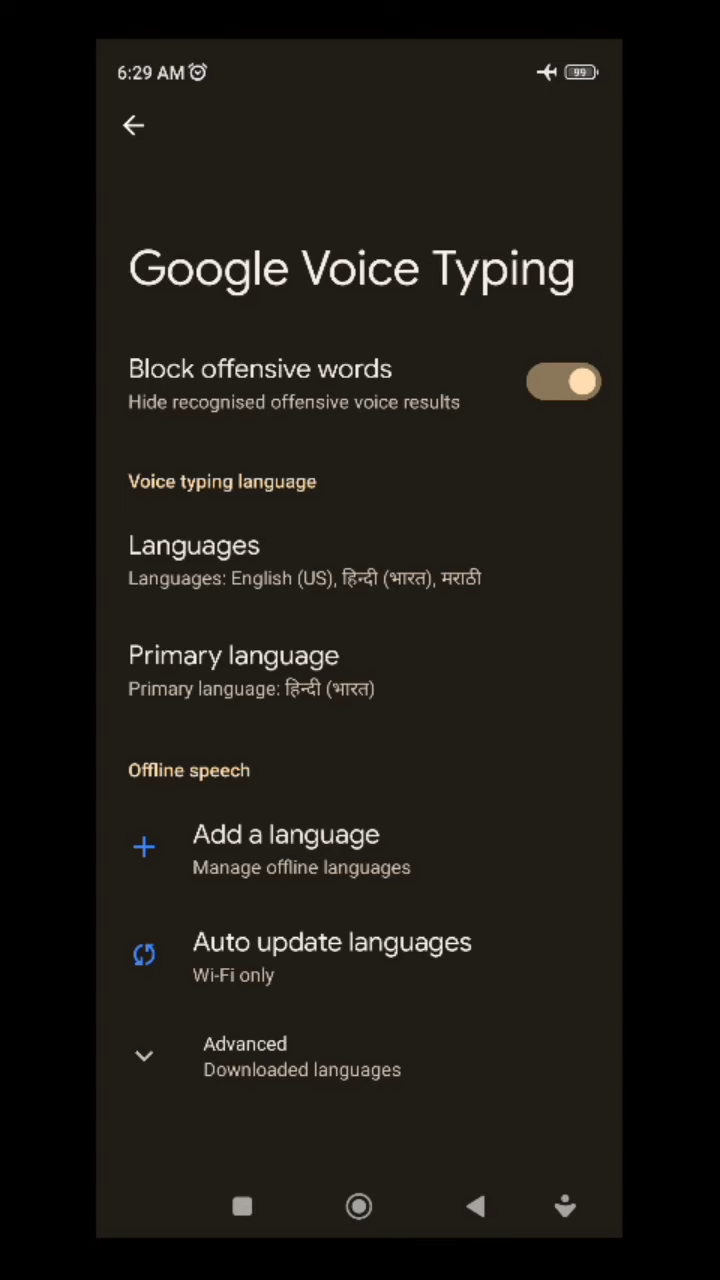 6:29 AM
99
Google Voice Typing
Block offensive words
Hide recognised offensive voice results
Voice typing language
Languages
Languages: English (US), हिन्दी (भारत), मराठी
Primary language
Primary language: हिन्दी (भारत)
Offline speech
Add a language
Manage offline languages
Auto update languages
Wi-Fi only
Advanced
Downloaded languages